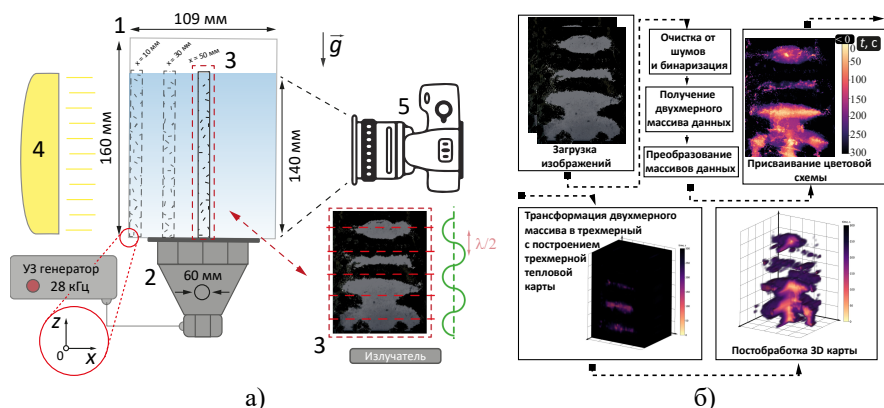 1
109 мм
x = 10 мм
x = 30 мм
x = 50 мм
3
g
4
160 мм
140 мм
5
УЗ генератор
28 кГц
2
60 мм
λ/2
z
0
x
3
Излучатель
а)
Загрузка
изображений
Очистка от
шумов
и бинаризация
Получение
двухмерного
массива данных
Преобразование
массивов данных
< 0
t, с
0
50
100
150
200
250
300
Присваивание цветовой
схемы
Трансформация двухмерного
массива в трехмерный
с построением
трехмерной
тепловой
карты
Постобработка 3D карты
б)